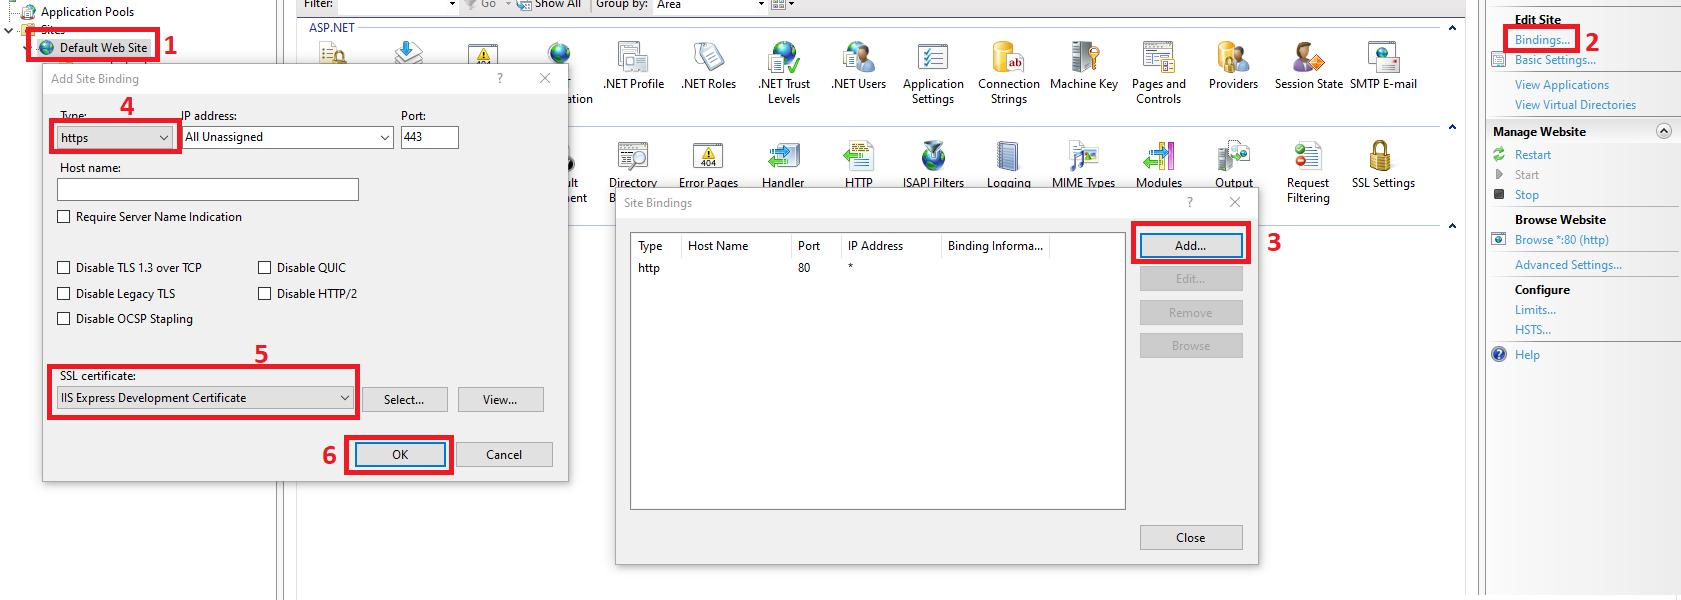 Application Pools
Sites
Default Web Site
1
Filter:
Go
Show All
Group by:
Area
ASP.NET
.NET Profile
.NET Roles
.NET Trust
Levels
.NET Users
Application
Settings
Connection
Strings
Machine Key
Pages and
Controls
Providers
Session State
SMTP E-mail
Directory
Error Pages
Handler
HTTP
ISAPI Filters
Logging
MIME Types
Modules
Output
Request
Filtering
SSL Settings
Add Site Binding
?
4
Type:
IP address:
Port:
https
All Unassigned
443
Host name:
Require Server Name Indication
Disable TLS 1.3 over TCP
Disable QUIC
Disable Legacy TLS
Disable HTTP/2
Disable OCSP Stapling
5
SSL certificate:
IIS Express Development Certificate
Select...
View...
6
OK
Cancel
Site Bindings
?
Type
Host Name
Port
IP Address
Binding Informa...
http
80
*
Add...
3
Edit...
Remove
Browse
Close
Edit Site
Bindings...
2
Basic Settings...
View Applications
View Virtual Directories
Manage Website
Restart
Start
Stop
Browse Website
Browse *:80 (http)
Advanced Settings...
Configure
Limits...
HSTS...
Help